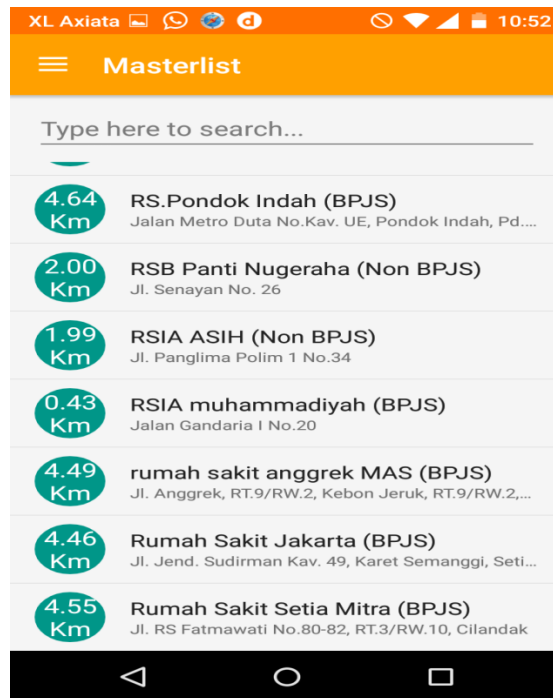 XL Axiata 10:52
Masterlist
Type here to search...
4.64 Km
RS.Pondok Indah (BPJS)
Jalan Metro Duta No.Kav. UE, Pondok Indah, Pd....
2.00 Km
RSB Panti Nugeraha (Non BPJS)
Jl. Senayan No. 26
1.99 Km
RSIA ASIH (Non BPJS)
Jl. Panglima Polim 1 No.34
0.43 Km
RSIA muhammadiyah (BPJS)
Jalan Gandaria I No.20
4.49 Km
rumah sakit anggrek MAS (BPJS)
Jl. Anggrek, RT.9/RW.2, Kebon Jeruk, RT.9/RW.2,...
4.46 Km
Rumah Sakit Jakarta (BPJS)
Jl. Jend. Sudirman Kav. 49, Karet Semanggi, Seti...
4.55 Km
Rumah Sakit Setia Mitra (BPJS)
Jl. RS Fatmawati No.80-82, RT.3/RW.10, Cilandak